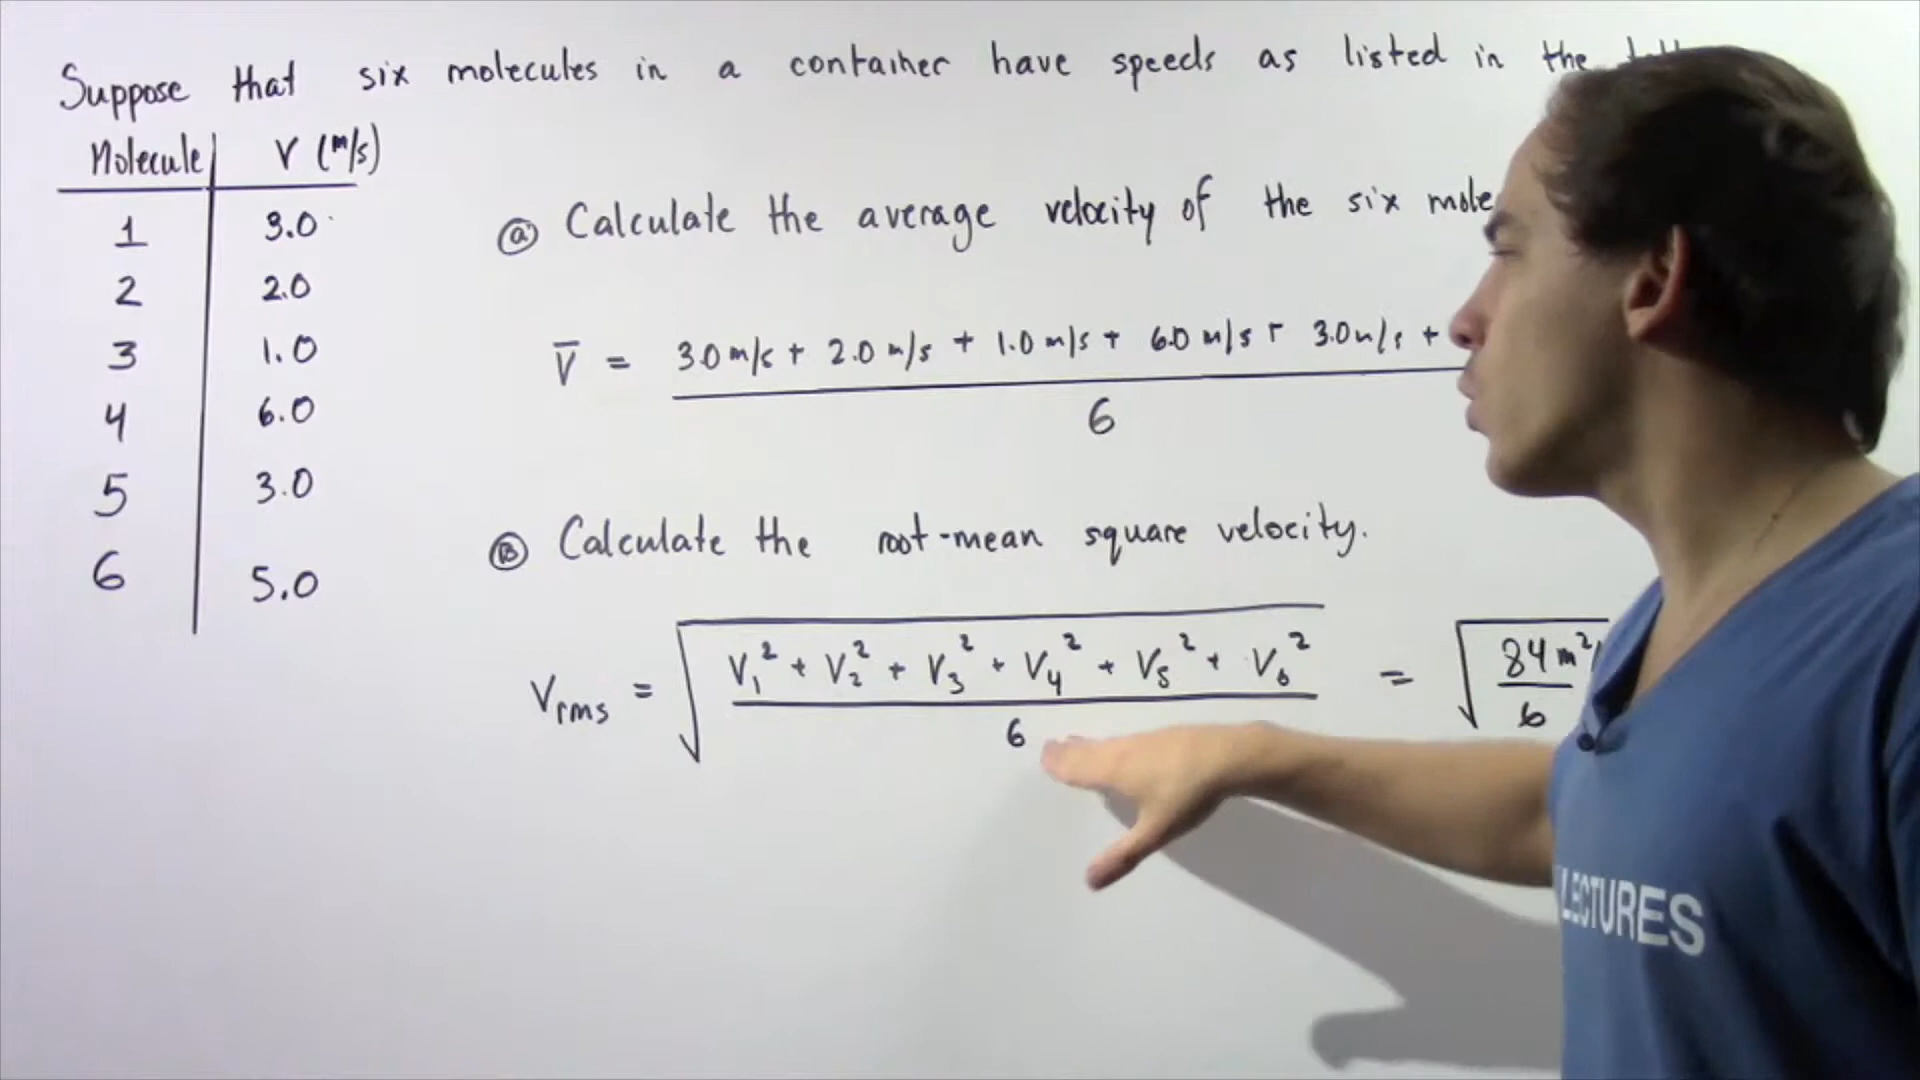 Suppose that six molecules in a container have speeds as listed in the
Molecule V (m/s)
1 3.0
2 2.0
3 1.0
4 6.0
5 3.0
6 5.0
Ⓐ Calculate the average velocity of the six
V̄ = 3.0 m/s + 2.0 m/s + 1.0 m/s + 6.0 m/s + 3.0 m/s +
6
Ⓑ Calculate the root-mean square velocity.
Vrms = √ V₁² + V₂² + V₃² + V₄² + V₅² + V₆² = √ 84 m²/
6 6
LECTURES